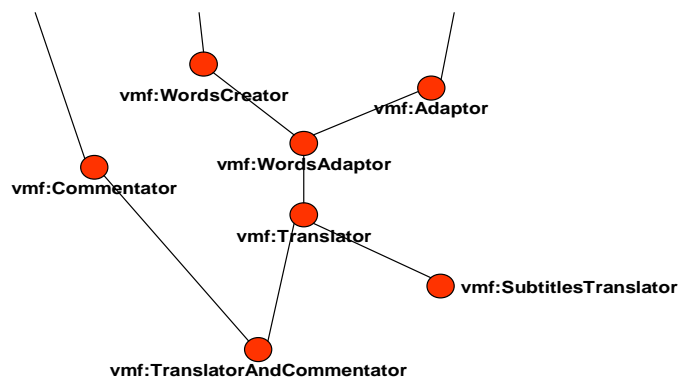 vmf:WordsCreator
vmf:Adaptor
vmf:WordsAdaptor
vmf:Commentator
vmf:Translator
vmf:SubtitlesTranslator
vmf:TranslatorAndCommentator